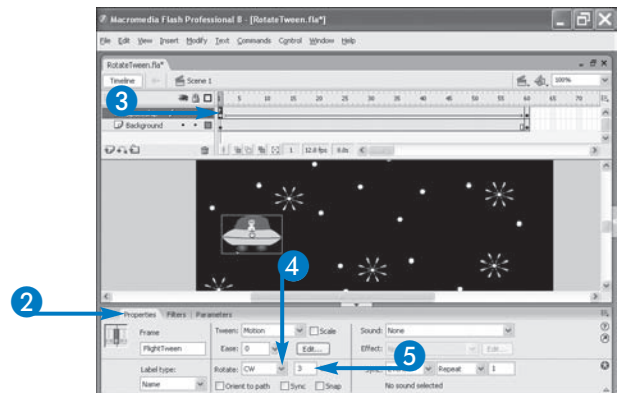 Macromedia Flash Professional 8 - [RotateTween.fla*]
File Edit View Insert Modify Text Commands Control Window Help
RotateTween.fla*
Timeline Scene 1 100%
5 10 15 20 25 30 35 40 45 50 55 60 65 70
3
Background
1 12.0 fps 0.0s
4
2
Properties Filters Parameters
Frame Tween: Motion Scale Sound: None
FlightTween Ease: 0 Edit... Effect: Edit...
5
Label type: Rotate: CW 3 Sync: Repeat 1
Name Orient to path Sync Snap No sound selected